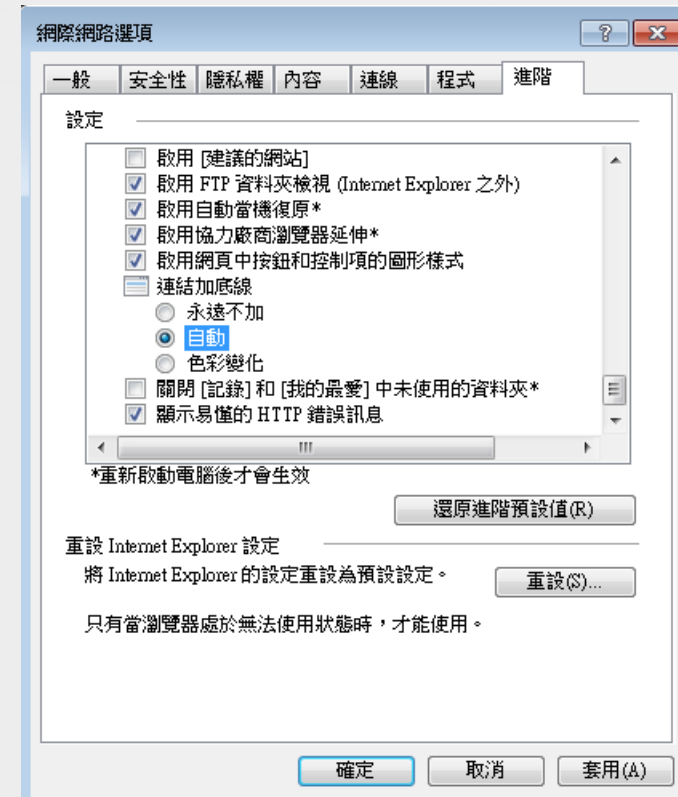 網際網路選項
一般 安全性 隱私權 內容 連線 程式 進階
設定
啟用 [建議的網站]
啟用 FTP 資料夾檢視 (Internet Explorer 之外)
啟用自動當機復原*
啟用協力廠商瀏覽器延伸*
啟用網頁中按鈕和控制項的圖形樣式
連結加底線
永遠不加
自動
色彩變化
關閉 [記錄] 和 [我的最愛] 中未使用的資料夾*
顯示易懂的 HTTP 錯誤訊息
*重新啟動電腦後才會生效
還原進階預設值(R)
重設 Internet Explorer 設定
將 Internet Explorer 的設定重設為預設設定。
重設(S)...
只有當瀏覽器處於無法使用狀態時，才能使用。
確定 取消 套用(A)